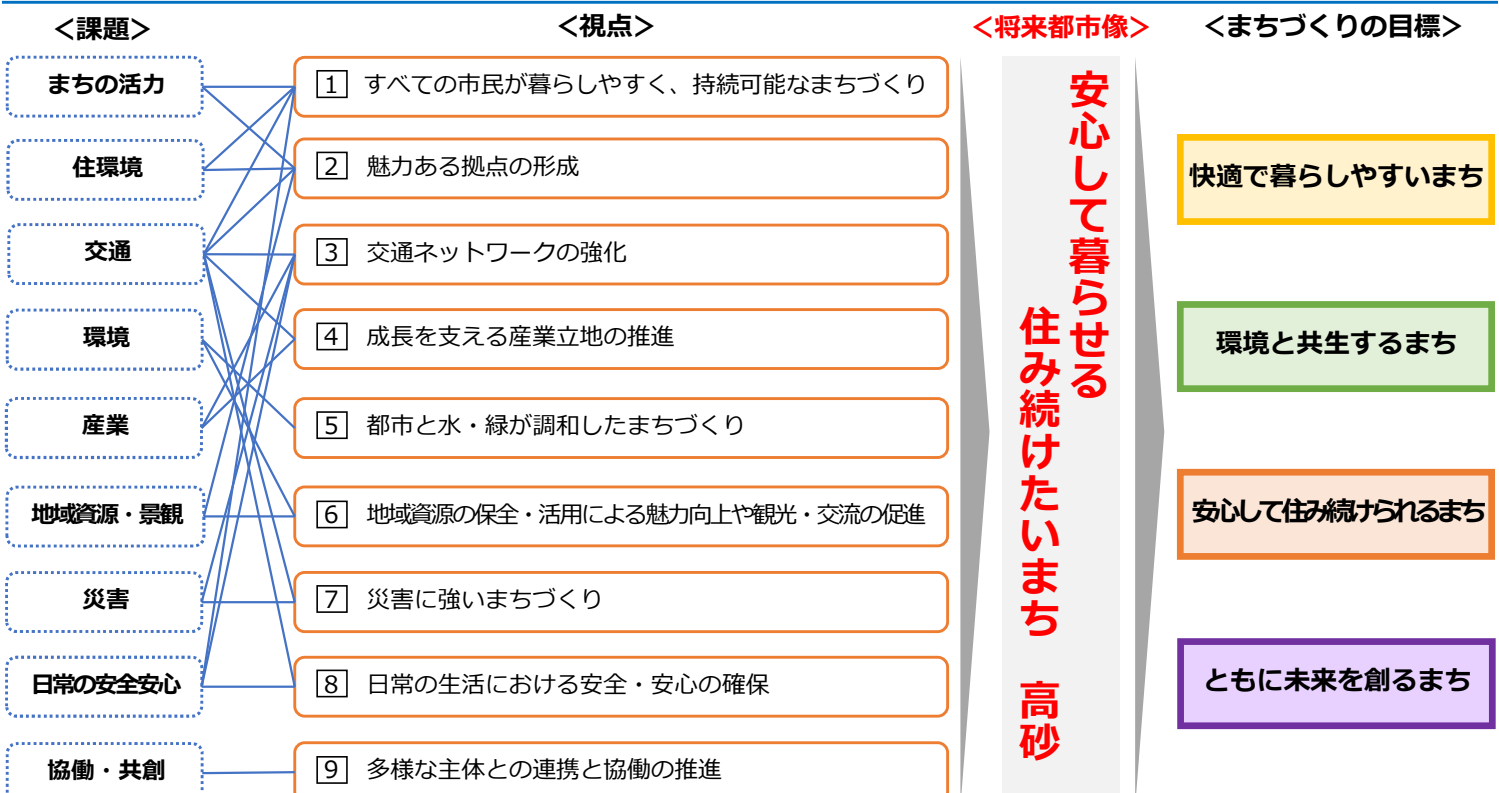 ＜課題＞
まちの活力
住環境
交通
環境
産業
地域資源・景観
災害
日常の安全安心
協働・共創
＜視点＞
1 すべての市民が暮らしやすく、持続可能なまちづくり
2 魅力ある拠点の形成
3 交通ネットワークの強化
4 成長を支える産業立地の推進
5 都市と水・緑が調和したまちづくり
6 地域資源の保全・活用による魅力向上や観光・交流の促進
7 災害に強いまちづくり
8 日常の生活における安全・安心の確保
9 多様な主体との連携と協働の推進
＜将来都市像＞
安心して暮らせる
住み続けたいまち　高砂
＜まちづくりの目標＞
快適で暮らしやすいまち
環境と共生するまち
安心して住み続けられるまち
ともに未来を創るまち